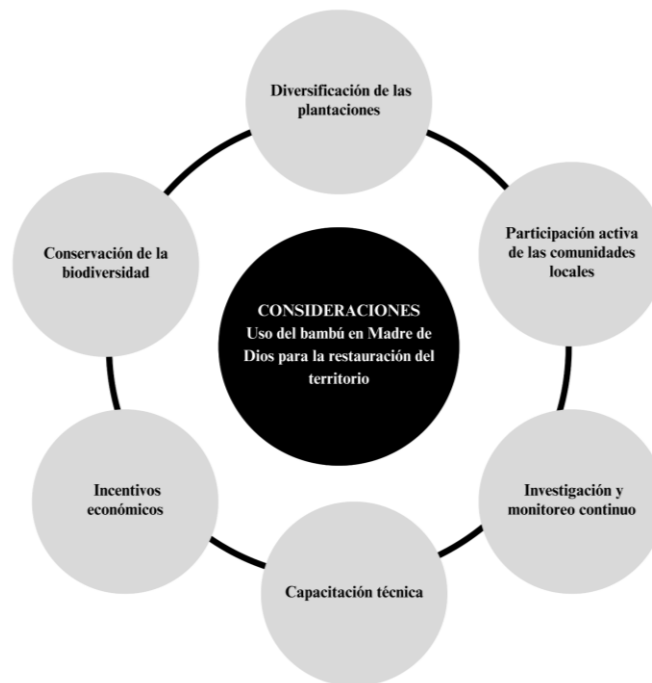 Diversificación de las
plantaciones
Participación activa
de las comunidades
locales
Conservación de la
biodiversidad
CONSIDERACIONES
Uso del bambú en Madre de
Dios para la restauración del
territorio
Incentivos
económicos
Investigación y
monitoreo continuo
Capacitación técnica